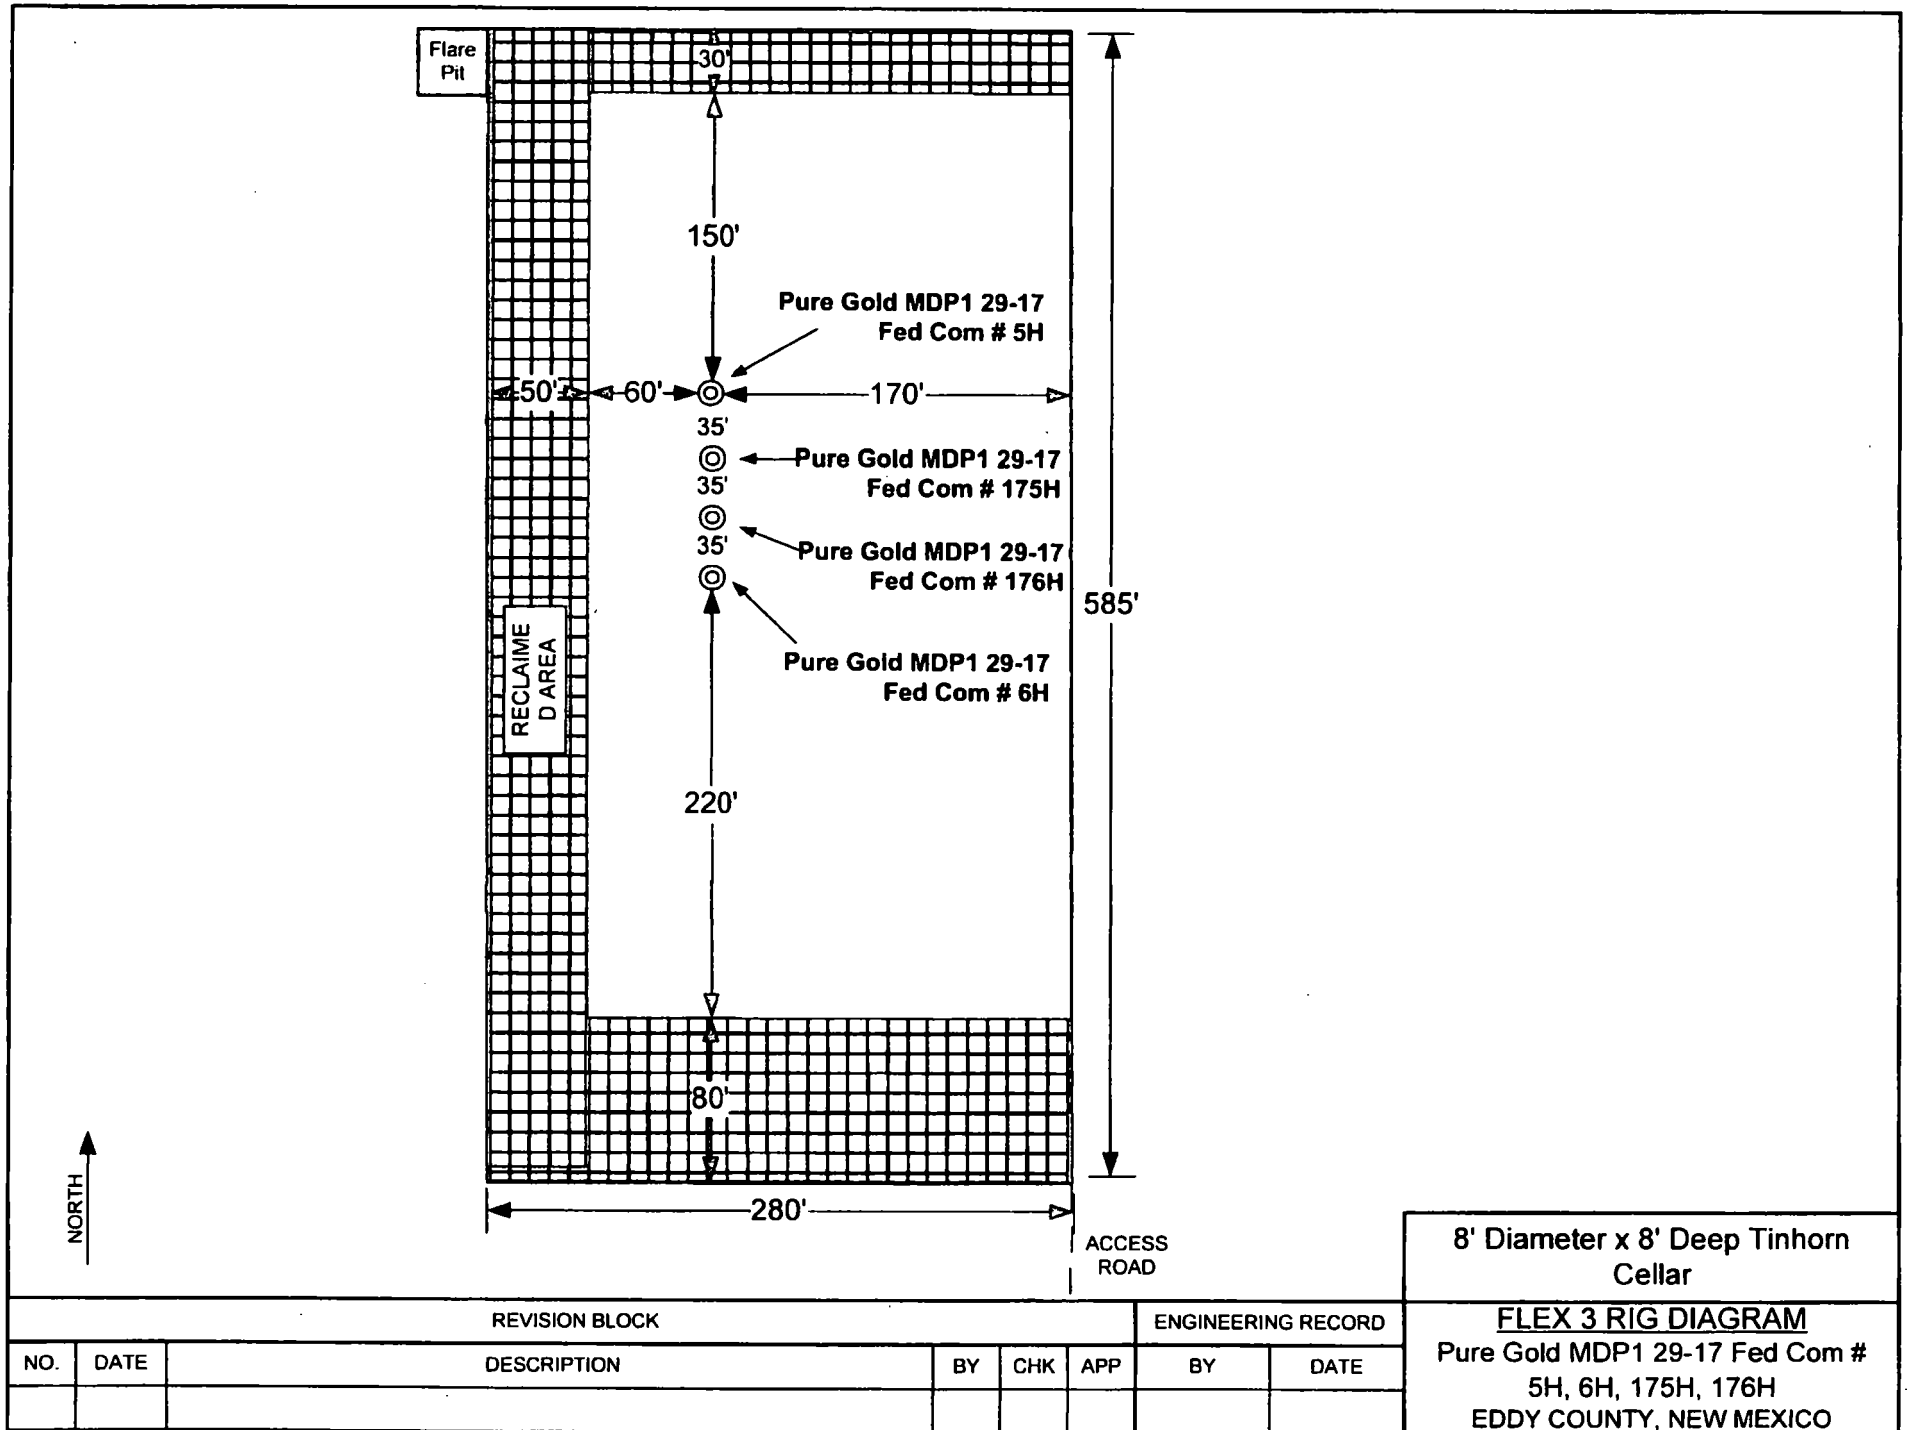 Flare
Pit
30'
150'
Pure Gold MDP1 29-17
Fed Com # 5H
50'
60'
170'
35'
Pure Gold MDP1 29-17
Fed Com # 175H
35'
35'
Pure Gold MDP1 29-17
Fed Com # 176H
585'
Pure Gold MDP1 29-17
Fed Com # 6H
RECLAIME
D AREA
220'
80'
280'
NORTH
ACCESS
ROAD
8' Diameter x 8' Deep Tinhorn
Cellar
REVISION BLOCK
ENGINEERING RECORD
NO.
DATE
DESCRIPTION
BY
CHK
APP
BY
DATE
FLEX 3 RIG DIAGRAM
Pure Gold MDP1 29-17 Fed Com #
5H, 6H, 175H, 176H
EDDY COUNTY, NEW MEXICO